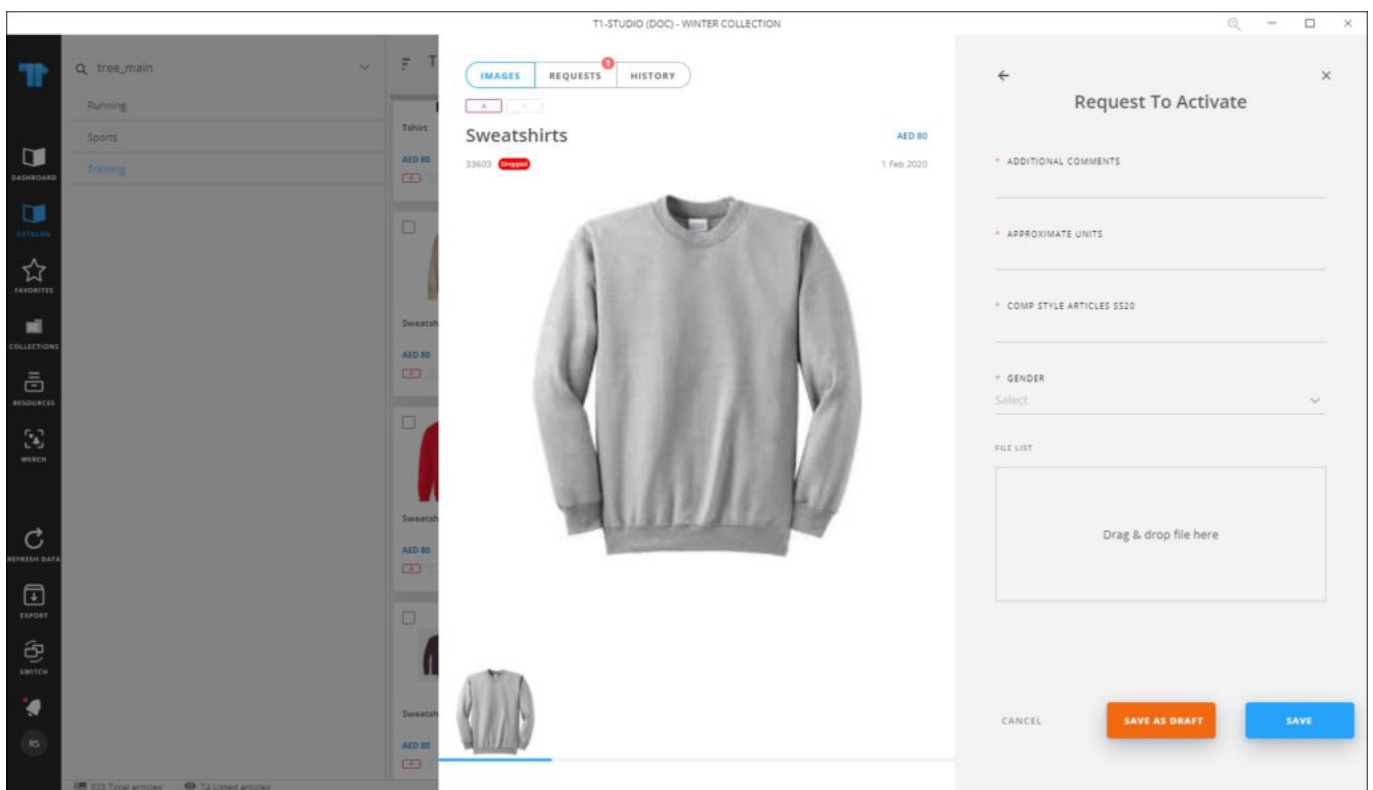 T1-STUDIO (DOC) - WINTER COLLECTION
DASHBOARD
CATALOG
FAVORITES
COLLECTIONS
RESOURCES
MERCH
REFRESH DATA
EXPORT
SWITCH
RS
tree_main
Running
Sports
Training
223 Total articles
74 Listed articles
T
Tshirt
AED 80
A
Sweatsh
AED 80
A
Sweatsh
AED 80
A
Sweatsh
AED 80
A
IMAGES
REQUESTS
1
HISTORY
A
Sweatshirts
AED 80
33603
Dropped
1 Feb 2020
Request To Activate
* ADDITIONAL COMMENTS
* APPROXIMATE UNITS
* COMP STYLE ARTICLES SS20
* GENDER
Select
FILE LIST
Drag & drop file here
CANCEL
SAVE AS DRAFT
SAVE